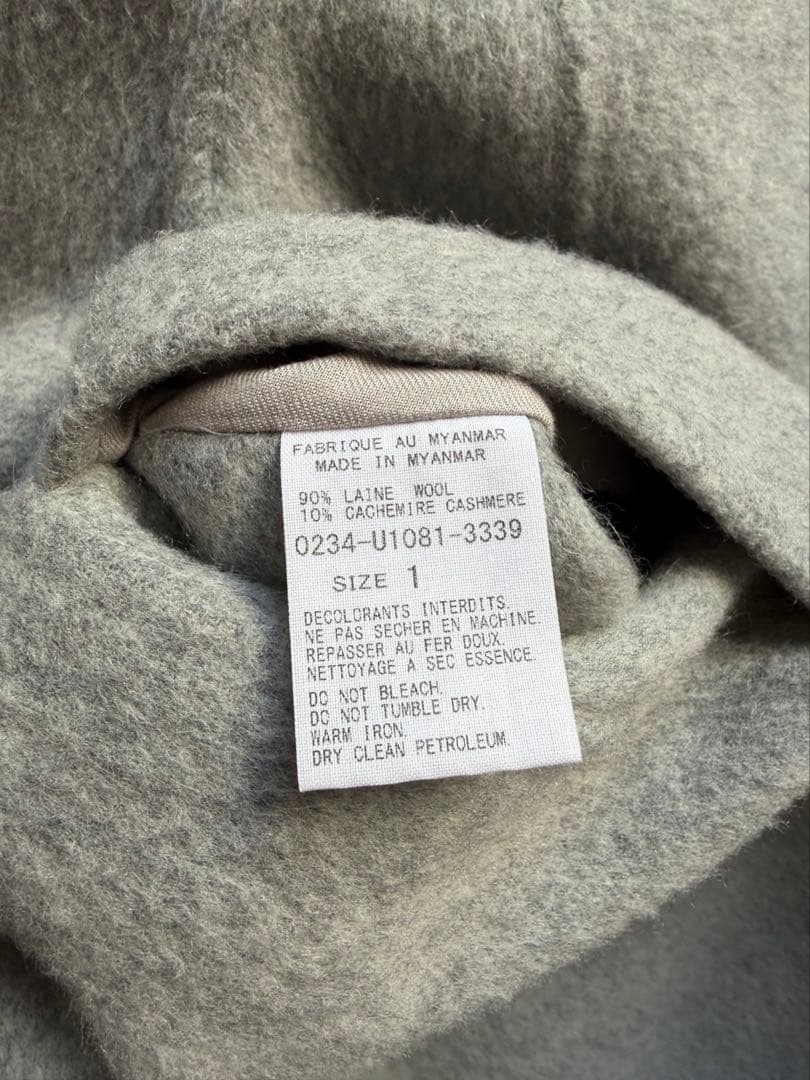 FABRIQUE AU MYANMAR
MADE IN MYANMAR
90% LAINE WOOL
10% CACHEMIRE CASHMERE
0234-U1081-3339
SIZE 1
DECOLORANTS INTERDITS.
NE PAS SECHER EN MACHINE.
REPASSER AU FER DOUX.
NETTOYAGE A SEC ESSENCE.
DO NOT BLEACH.
DO NOT TUMBLE DRY.
WARM IRON.
DRY CLEAN PETROLEUM.